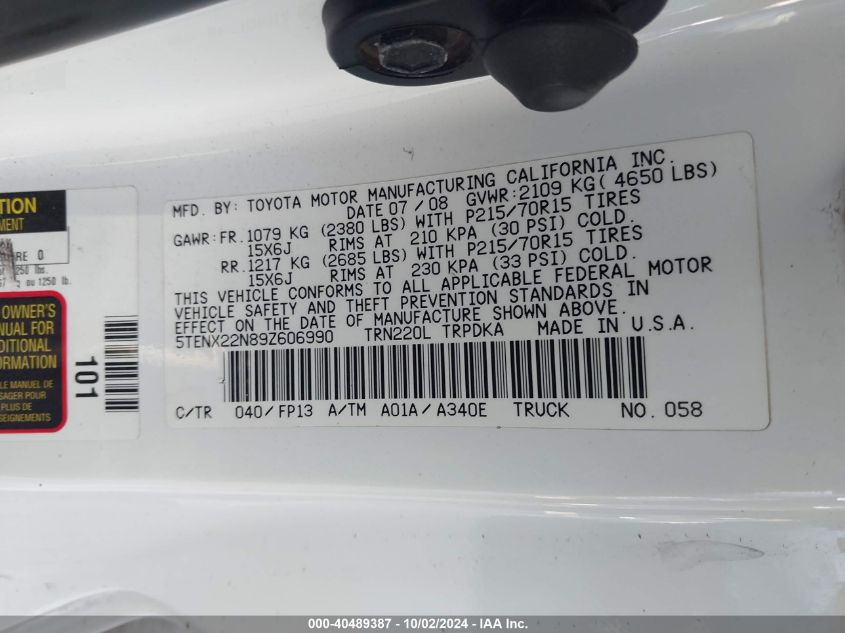 MFD. BY: TOYOTA MOTOR MANUFACTURING CALIFORNIA INC.
DATE 07 / 08 GVWR: 2109 KG( 4650 LBS)
GAWR: FR. 1079 KG (2380 LBS) WITH P215/70R15 TIRES
15X6J RIMS AT 210 KPA (30 PSI) COLD.
RR. 1217 KG (2685 LBS) WITH P215/70R15 TIRES
15X6J RIMS AT 230 KPA (33 PSI) COLD.
THIS VEHICLE CONFORMS TO ALL APPLICABLE FEDERAL MOTOR
VEHICLE SAFETY AND THEFT PREVENTION STANDARDS IN
EFFECT ON THE DATE OF MANUFACTURE SHOWN ABOVE.
5TENX22N89Z606990 TRN220L TRPDKA MADE IN U.S.A.
C/TR 040/FP13 A/TM A01A/A340E TRUCK NO. 058
101
OWNER'S
FOR
000-40489387 - 10/02/2024 - IAA Inc.